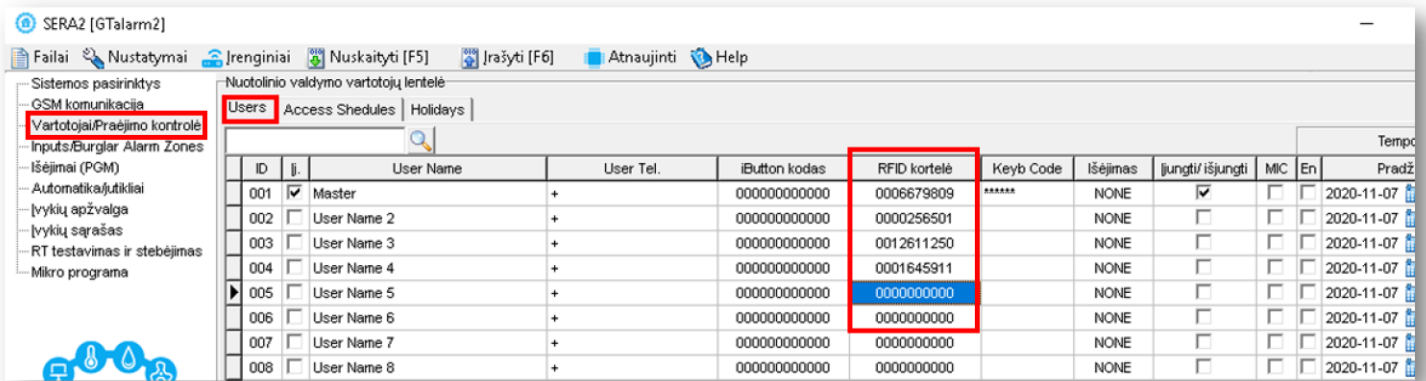 SERA2 [GTalarm2]
Failai Nustatymai Įrenginiai Nuskaityti [F5] Įrašyti [F6] Atnaujinti Help
Sistemos pasirinktys
GSM komunikacija
Vartotojai/Praėjimo kontrolė
Inputs/Burglar Alarm Zones
Išėjimai (PGM)
Automatika/jutikliai
Įvykių apžvalga
Įvykių sąrašas
RT testavimas ir stebėjimas
Mikro programa
Nuotolinio valdymo vartotojų lentelė
Users Access Shedules Holidays
Tempo
ID Įj. User Name User Tel. iButton kodas RFID kortelė Keyb Code Išėjimas Įjungti/ išjungti MIC En Pradž
001 Master + 000000000000 0006679809 ****** NONE 2020-11-07
002 User Name 2 + 000000000000 0000256501 NONE 2020-11-07
003 User Name 3 + 000000000000 0012611250 NONE 2020-11-07
004 User Name 4 + 000000000000 0001645911 NONE 2020-11-07
005 User Name 5 + 000000000000 0000000000 NONE 2020-11-07
006 User Name 6 + 000000000000 0000000000 NONE 2020-11-07
007 User Name 7 + 000000000000 0000000000 NONE 2020-11-07
008 User Name 8 + 000000000000 0000000000 NONE 2020-11-07